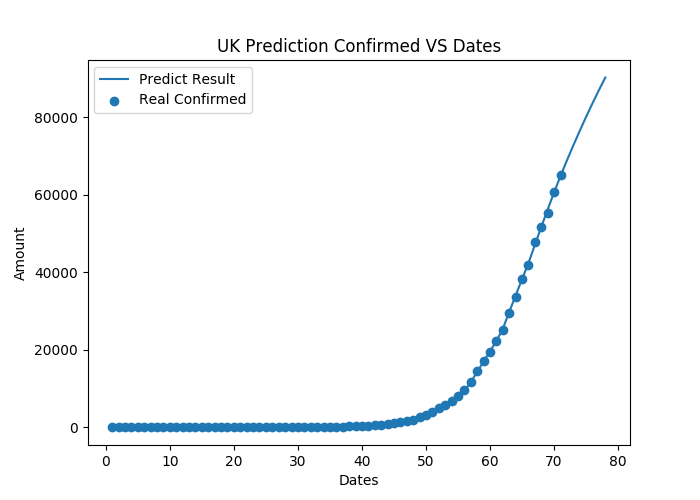 UK Prediction Confirmed VS Dates
Predict Result
Real Confirmed
80000
60000
40000
20000
0
Amount
0 10 20 30 40 50 60 70 80
Dates